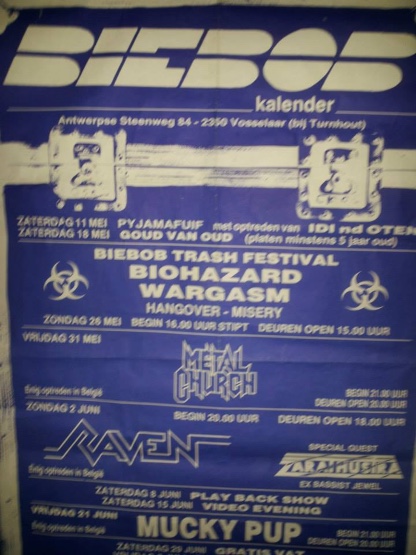 BIEBOB
kalender
Antwerpse Steenweg 84 - 2350 Vosselaar (bij Turnhout)
ZATERDAG 11 MEI PYJAMAFUIF met optreden van IDI nd OTEN
ZATERDAG 18 MEI GOUD VAN OUD (platen minstens 5 jaar oud)
BIEBOB TRASH FESTIVAL
BIOHAZARD
WARGASM
HANGOVER - MISERY
ZONDAG 26 MEI BEGIN 16.00 UUR STIPT DEUREN OPEN 15.00 UUR
VRIJDAG 31 MEI
METAL
CHURCH
Enig optreden in België
BEGIN 21.00 UUR
DEUREN OPEN 20.00 UUR
ZONDAG 2 JUNI
BEGIN 20.00 UUR DEUREN OPEN 18.00 UUR
RAVEN
SPECIAL GUEST
Enig optreden in België
EX BASSIST JEWEL
ZATERDAG 8 JUNI PLAY BACK SHOW
ZATERDAG 15 JUNI VIDEO EVENING
VRIJDAG 21 JUNI
Enig optreden in België
MUCKY PUP
BEGIN 21.00 UUR
DEUREN OPEN 20.00 UUR
ZATERDAG 29 JUNI GRATIS VAT